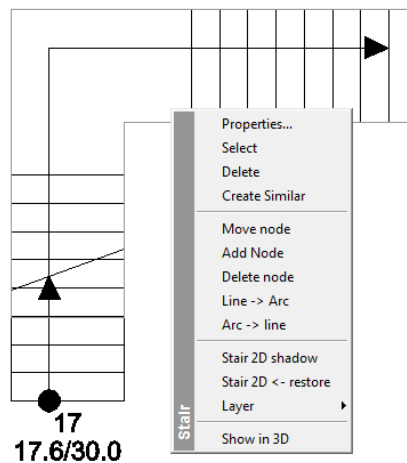 Properties...
Select
Delete
Create Similar
Move node
Add Node
Delete node
Line -> Arc
Arc -> line
Stair 2D shadow
Stair 2D <- restore
Layer
Show in 3D
Stair
17
17.6/30.0